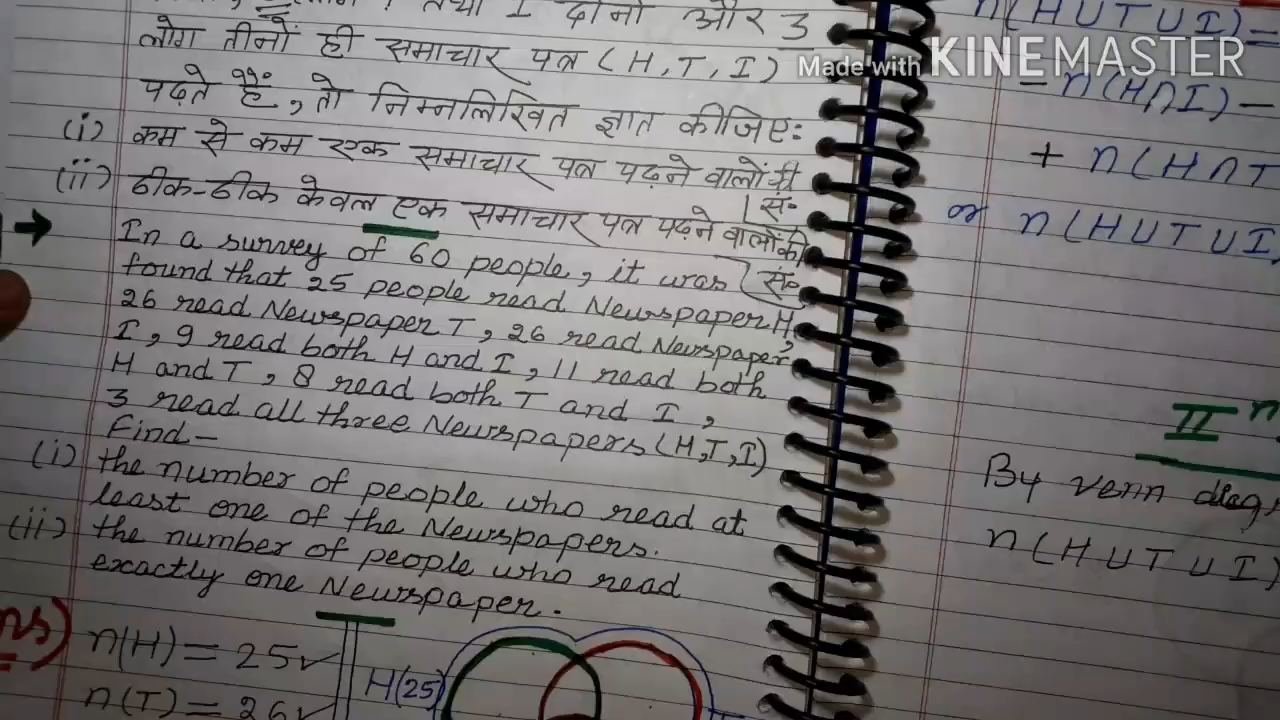 तथा I दोनों और 3
लोग तीनों ही समाचार पत्र (H, T, I)
पढ़ते हैं, तो निम्नलिखित ज्ञात कीजिए:
(i) कम से कम एक समाचार पत्र पढ़ने वालों की सं॰
(ii) ठीक-ठीक केवल एक समाचार पत्र पढ़ने वालों की सं॰
→ In a survey of 60 people, it was
found that 25 people read Newspaper H,
26 read Newspaper T, 26 read Newspaper
I, 9 read both H and I, 11 read both
H and T, 8 read both T and I,
3 read all three Newspapers (H,T,I)
Find—
(i) the number of people who read at
least one of the Newspapers.
(ii) the number of people who read
exactly one Newspaper.
n(H) = 25✓
n(T) = 26✓
H(25)
n(HUTUI) =
Made with KINEMASTER
- n(H∩I) -
+ n(H∩T
or n(HUTUI
II
By venn diag
n(HUTUI)